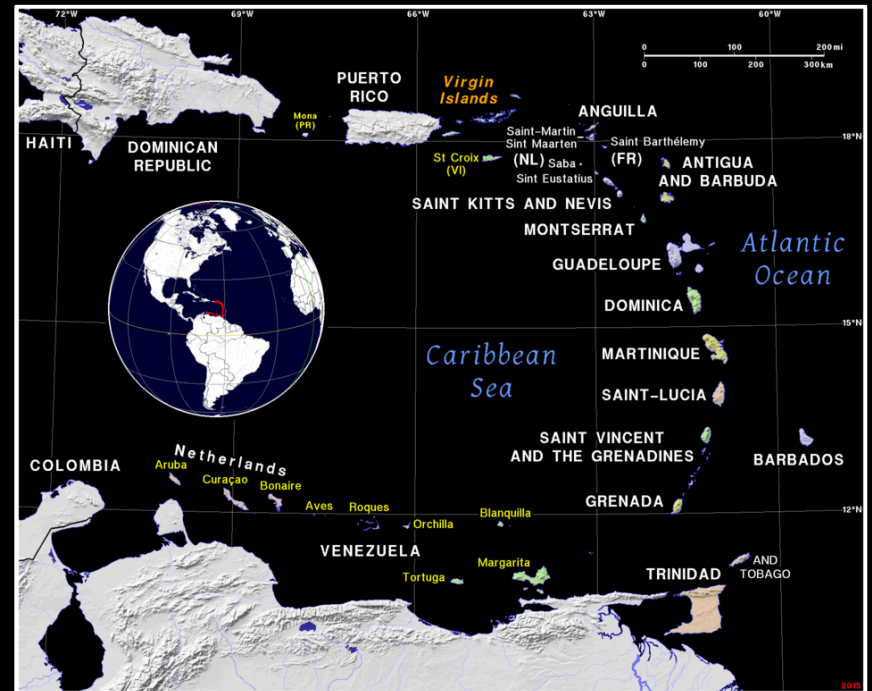 72°W
69°W
66°W
63°W
60°W
0 100 200 mi
0 100 200 300 km
PUERTO
RICO
Virgin
Islands
Mona
(PR)
ANGUILLA
Saint-Martin
Sint Maarten
Saint Barthélemy
18°N
HAITI
DOMINICAN
REPUBLIC
St Croix
(VI)
(NL)
Saba
(FR)
Sint Eustatius
ANTIGUA
AND BARBUDA
SAINT KITTS AND NEVIS
MONTSERRAT
Atlantic
Ocean
GUADELOUPE
DOMINICA
15°N
Caribbean
Sea
MARTINIQUE
SAINT-LUCIA
SAINT VINCENT
AND THE GRENADINES
BARBADOS
Netherlands
COLOMBIA
Aruba
Curaçao
Bonaire
Aves
Roques
Orchilla
Blanquilla
GRENADA
12°N
VENEZUELA
Tortuga
Margarita
TRINIDAD
AND
TOBAGO
2015